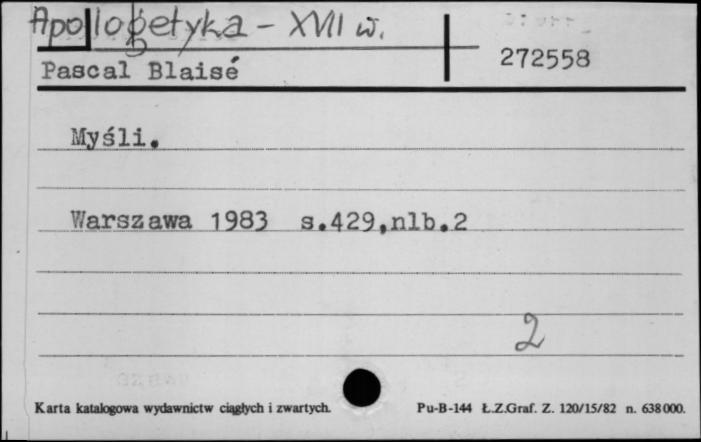 Apologetyka - XVII w.
Pascal Blaisé
272558
Myśli.
Warszawa 1983 s.429,nlb.2
2
Karta katalogowa wydawnictw ciągłych i zwartych.
Pu-B-144 Ł.Z.Graf. Z. 120/15/82 n. 638000.